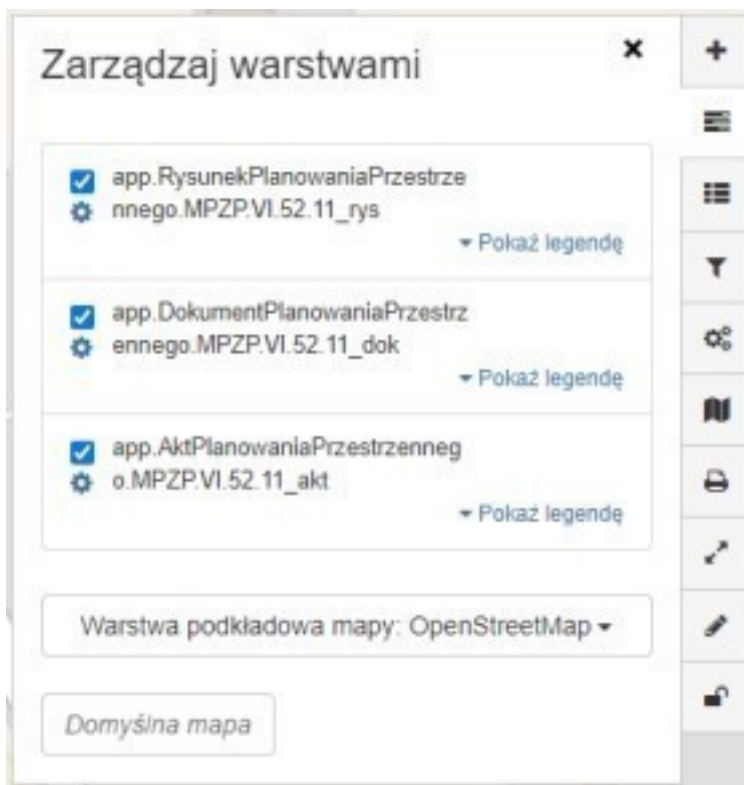 Zarządzaj warstwami
app.RysunekPlanowaniaPrzestrze
nnego.MPZP.VI.52.11_rys
Pokaż legendę
app.DokumentPlanowaniaPrzestrz
ennego.MPZP.VI.52.11_dok
Pokaż legendę
app.AktPlanowaniaPrzestrzenneg
o.MPZP.VI.52.11_akt
Pokaż legendę
Warstwa podkładowa mapy: OpenStreetMap
Domyślna mapa